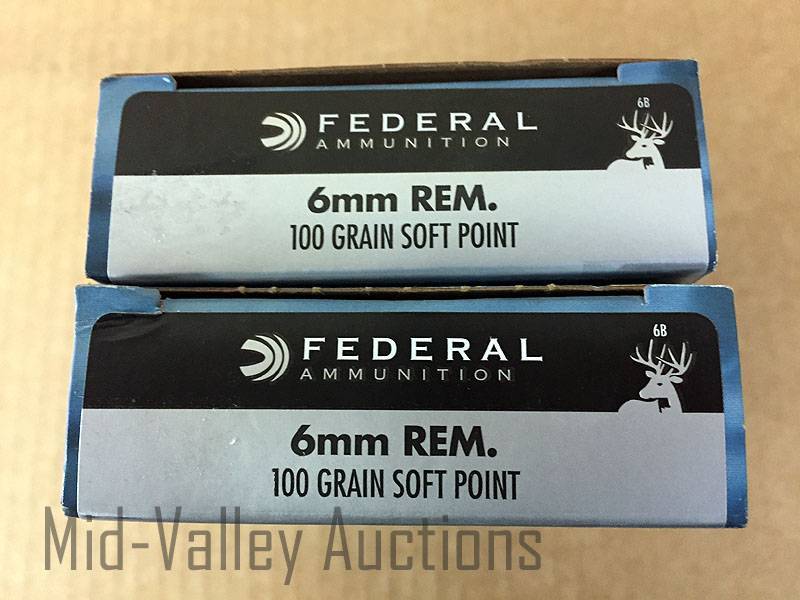 6B
FEDERAL
AMMUNITION
6mm REM.
100 GRAIN SOFT POINT
6B
FEDERAL
AMMUNITION
6mm REM.
100 GRAIN SOFT POINT
Mid-Valley Auctions